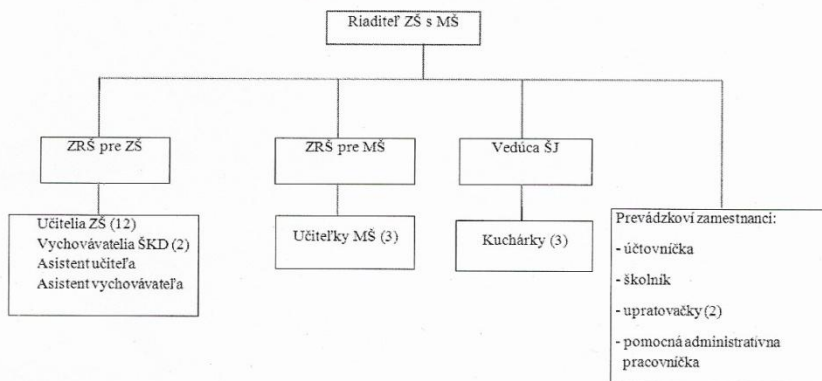 Riaditeľ ZŠ s MŠ
ZRŠ pre ZŠ
ZRŠ pre MŠ
Vedúca ŠJ
Učitelia ZŠ (12)
Vychovávatelia ŠKD (2)
Asistent učiteľa
Asistent vychovávateľa
Učiteľky MŠ (3)
Kuchárky (3)
Prevádzkoví zamestnanci:
- účtovníčka
- školník
- upratovačky (2)
- pomocná administratívna
pracovníčka